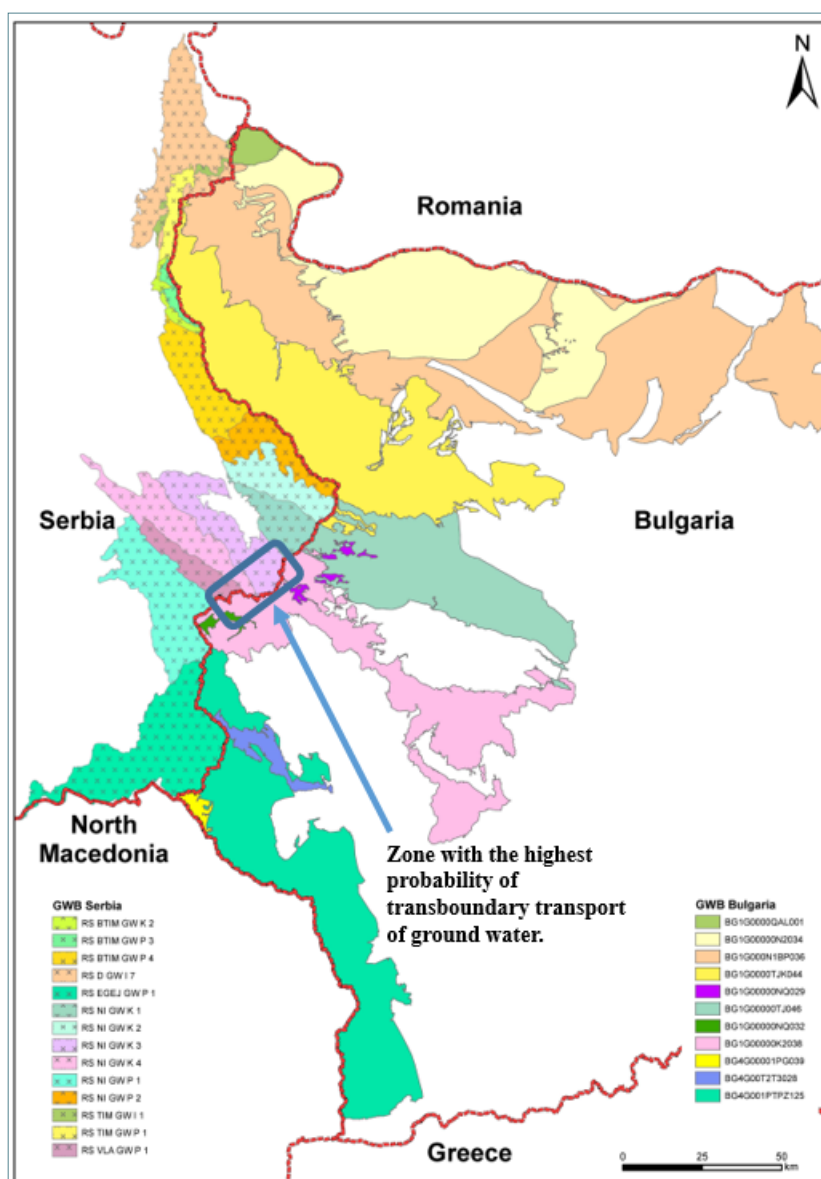 N
Romania
Serbia
Bulgaria
North
Macedonia
Zone with the highest
probability of
transboundary transport
of ground water.
GWB Serbia
RS BTIM GW K 2
RS BTIM GW P 3
RS BTIM GW P 4
RS D GW I 7
RS EGEJ GW P 1
RS NI GW K 1
RS NI GW K 2
RS NI GW K 3
RS NI GW K 4
RS NI GW P 1
RS NI GW P 2
RS TIM GW I 1
RS TIM GW P 1
RS VLA GW P 1
GWB Bulgaria
BG1G0000QAL001
BG1G00000N2034
BG1G000N1BP036
BG1G0000TJK044
BG1G00000NQ029
BG1G00000TJ046
BG1G00000NQ032
BG1G00000K2038
BG4G00001PG039
BG4G00T2T3028
BG4G001PTPZ125
Greece
0 25 50
km